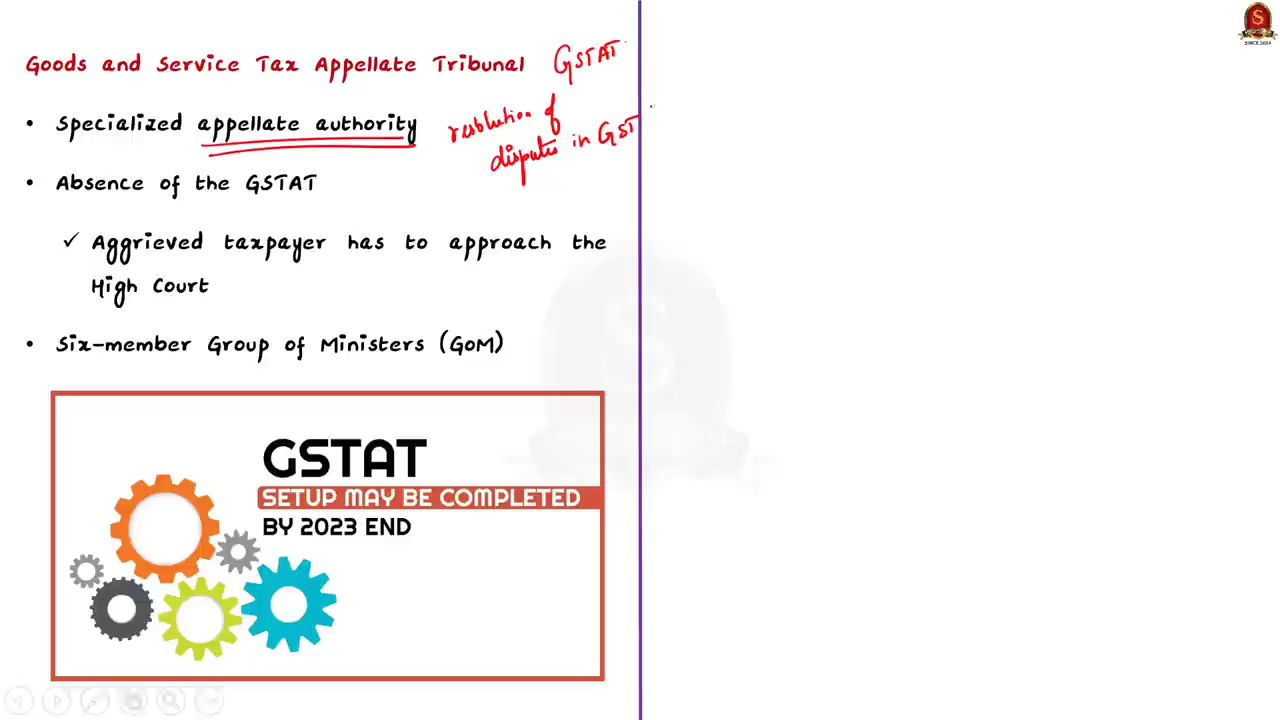 Goods and Service Tax Appellate Tribunal GSTAT
• Specialized appellate authority
resolution of
disputes in GST
• Absence of the GSTAT
✓ Aggrieved taxpayer has to approach the
High Court
• Six-member Group of Ministers (GoM)
GSTAT
SETUP MAY BE COMPLETED
BY 2023 END
S
SINCE 2004